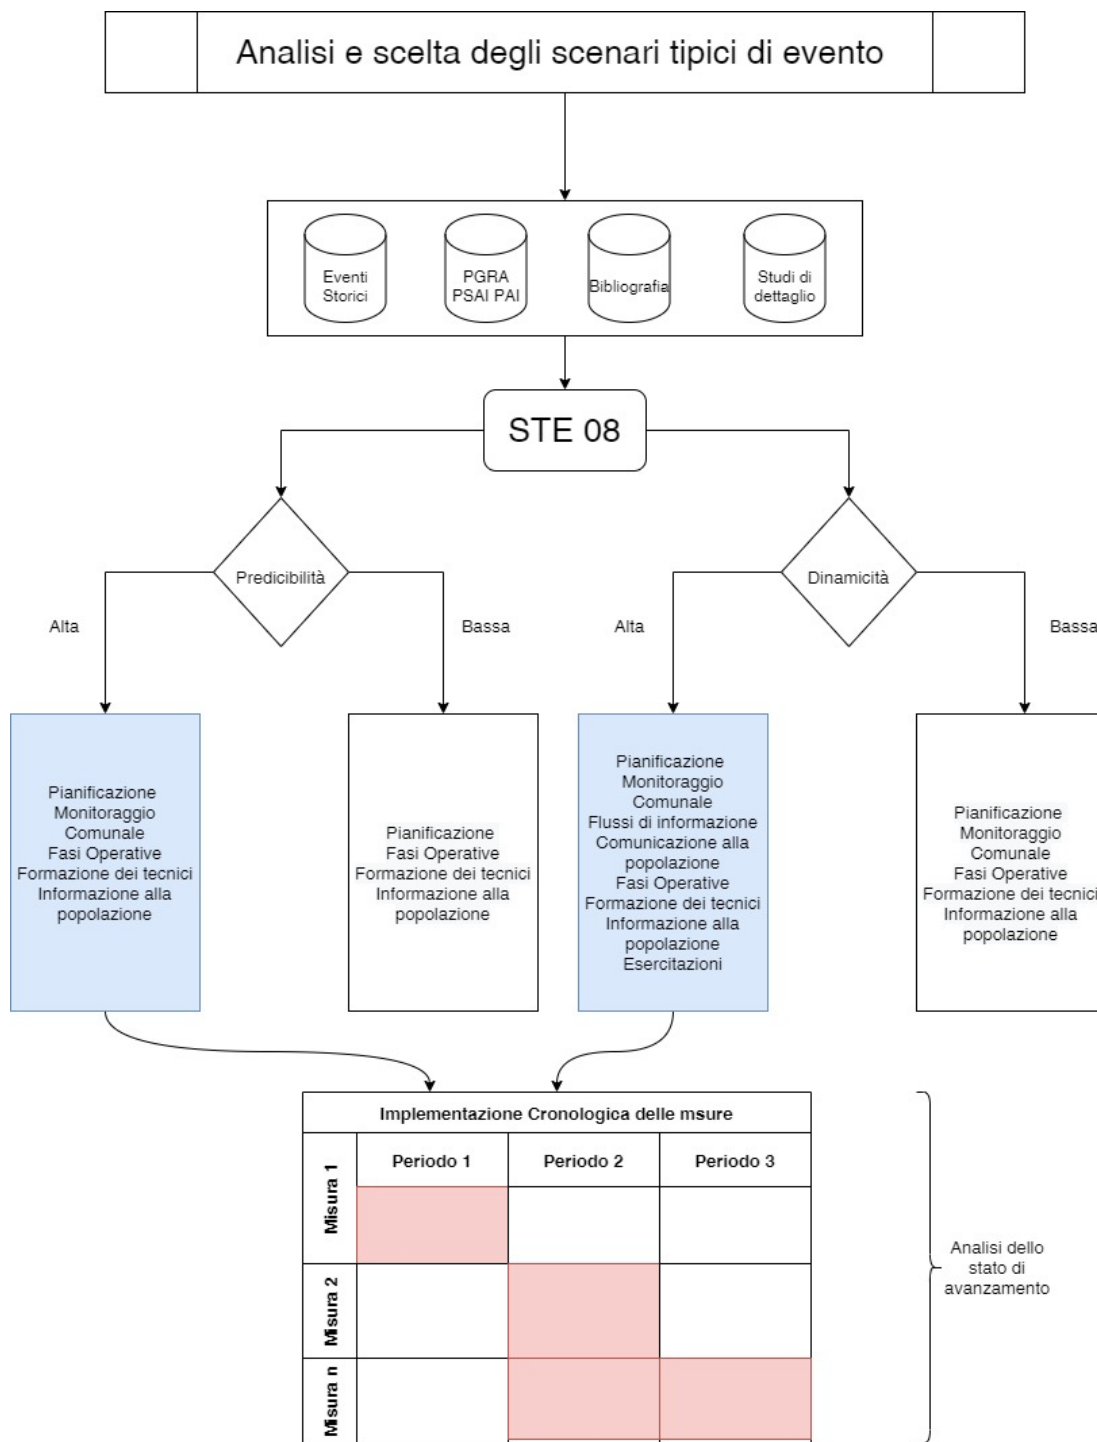 Analisi e scelta degli scenari tipici di evento
Eventi
Storici
PGRA
PSAI PAI
Bibliografia
Studi di
dettaglio
STE 08
Predicibilità
Dinamicità
Alta
Bassa
Alta
Bassa
Pianificazione
Monitoraggio
Comunale
Fasi Operative
Formazione dei tecnici
Informazione alla
popolazione
Pianificazione
Fasi Operative
Formazione dei tecnici
Informazione alla
popolazione
Pianificazione
Monitoraggio
Comunale
Flussi di informazione
Comunicazione alla
popolazione
Fasi Operative
Formazione dei tecnici
Informazione alla
popolazione
Esercitazioni
Pianificazione
Monitoraggio
Comunale
Fasi Operative
Formazione dei tecnici
Informazione alla
popolazione
Implementazione Cronologica delle msure
Periodo 1
Periodo 2
Periodo 3
Misura 1
Misura 2
Misura n
Analisi dello
stato di
avanzamento